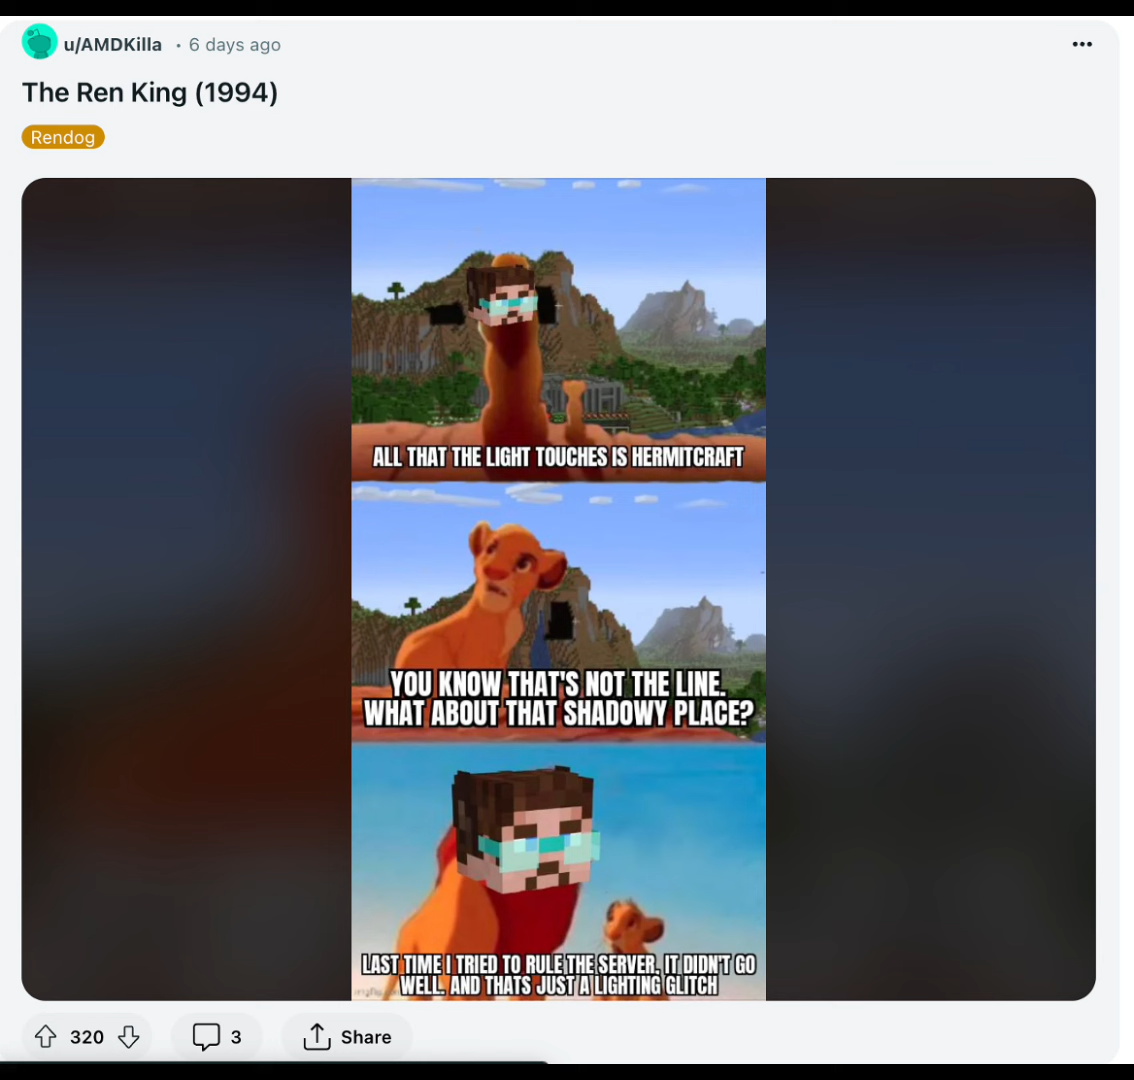 u/AMDKilla • 6 days ago
The Ren King (1994)
Rendog
ALL THAT THE LIGHT TOUCHES IS HERMITCRAFT
YOU KNOW THAT'S NOT THE LINE.
WHAT ABOUT THAT SHADOWY PLACE?
LAST TIME I TRIED TO RULE THE SERVER, IT DIDN'T GO
WELL. AND THATS JUST A LIGHTING GLITCH
320
3
Share